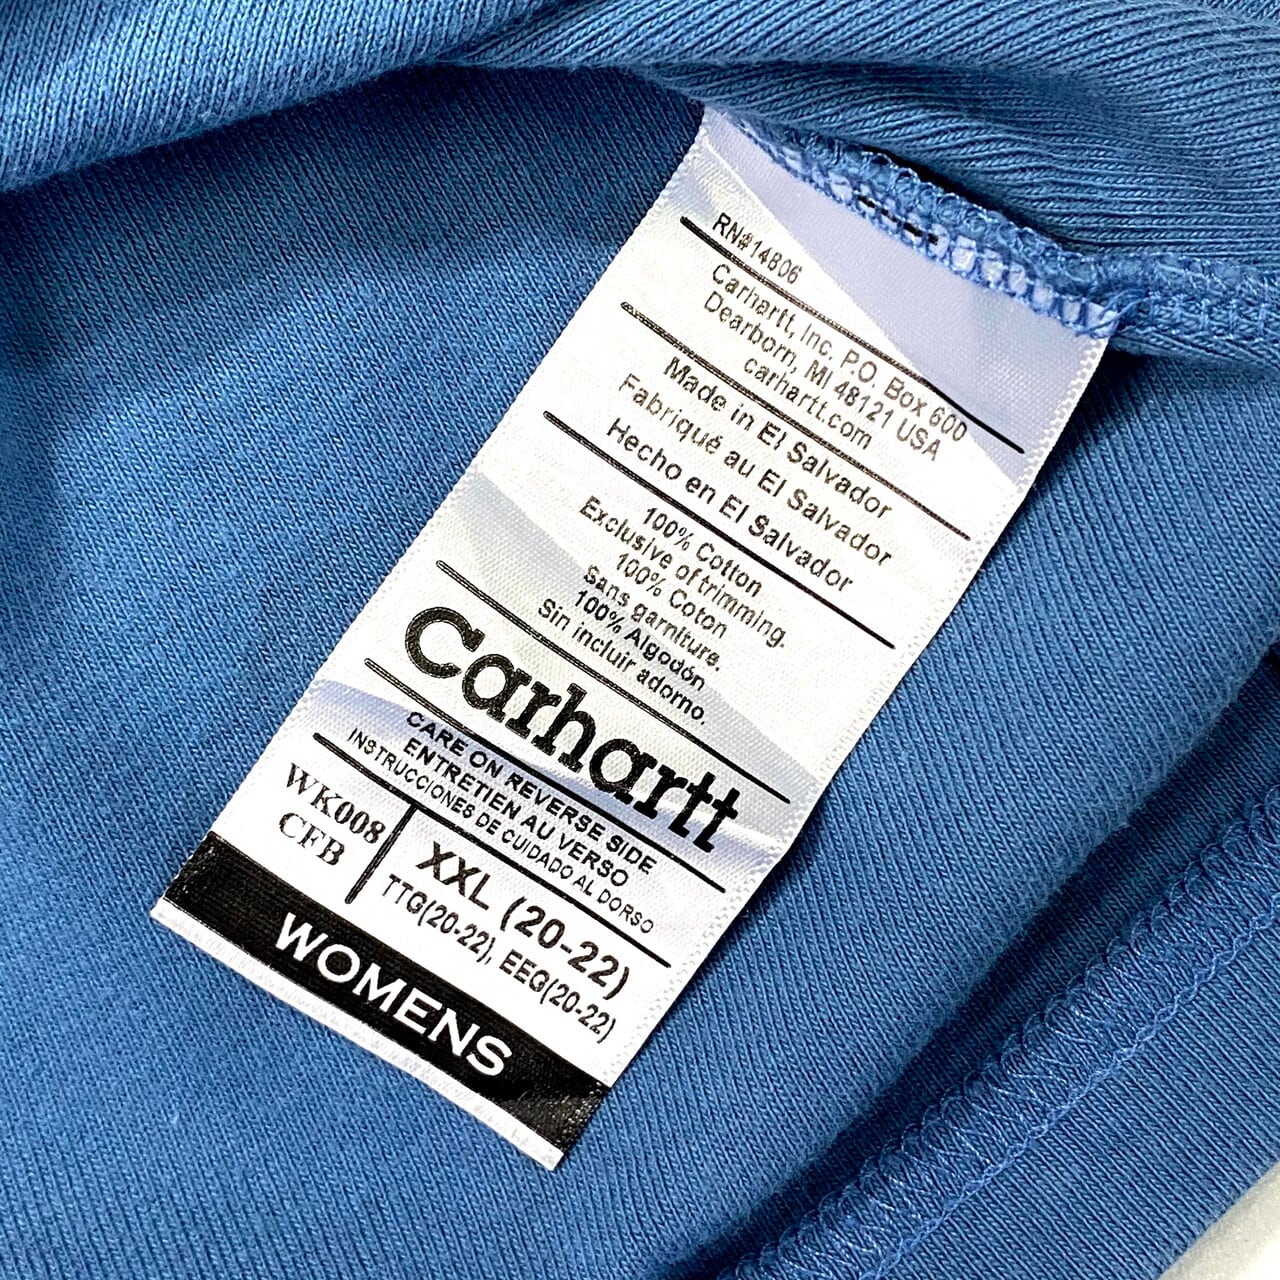 RN#14806
Carhartt, Inc. P.O. Box 600
Dearborn, MI 48121 USA
carhartt.com
Made in El Salvador
Fabriqué au El Salvador
Hecho en El Salvador
100% Cotton
Exclusive of trimming.
100% Coton
Sans garniture.
100% Algodón
Sin incluir adorno.
Carhartt
CARE ON REVERSE SIDE
ENTRETIEN AU VERSO
INSTRUCCIONES DE CUIDADO AL DORSO
WK008
CFB
XXL (20-22)
TTG(20-22), EEG(20-22)
WOMENS